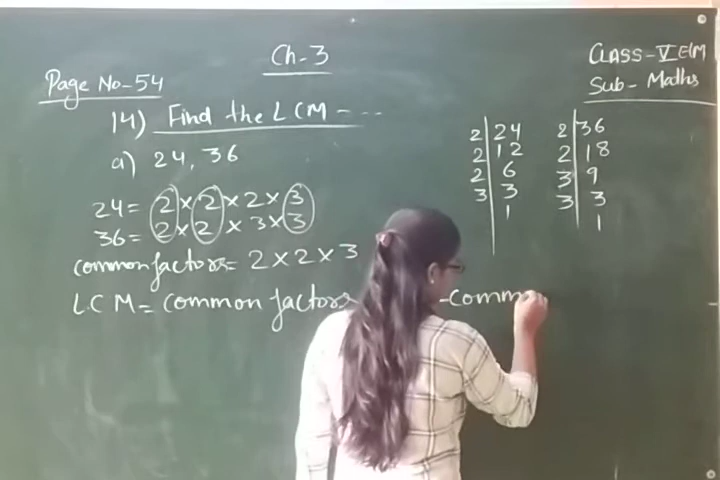 Ch-3
CLASS-V E/M
Page No-54
Sub- Maths
14) Find the LCM - ...
a) 24, 36
24 = 2 × 2 × 2 × 3
36 = 2 × 2 × 3 × 3
common factors = 2 × 2 × 3
LCM = common factors -comm
2 24
2 12
2 6
3 3
1
2 36
2 18
3 9
3 3
1